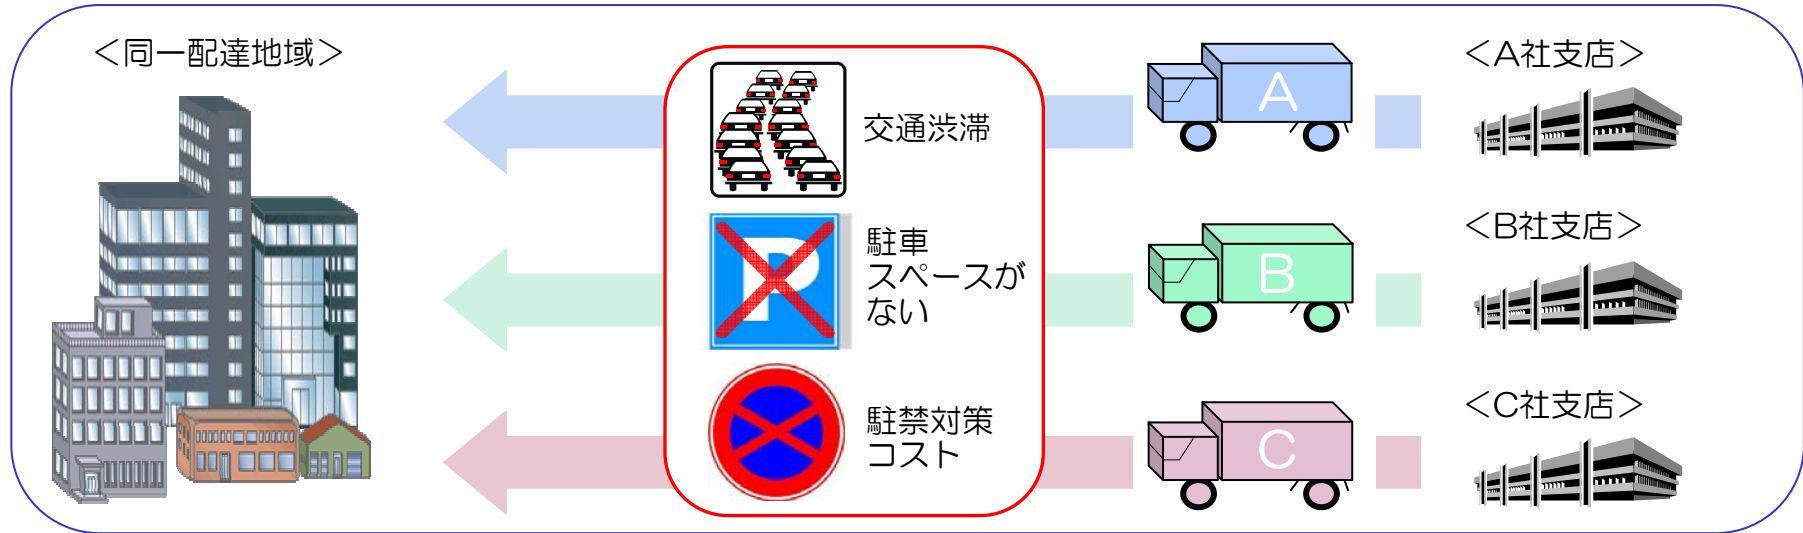 ＜同一配達地域＞
交通渋滞
駐車
スペースが
ない
駐禁対策
コスト
A
B
C
＜A社支店＞
＜B社支店＞
＜C社支店＞
P